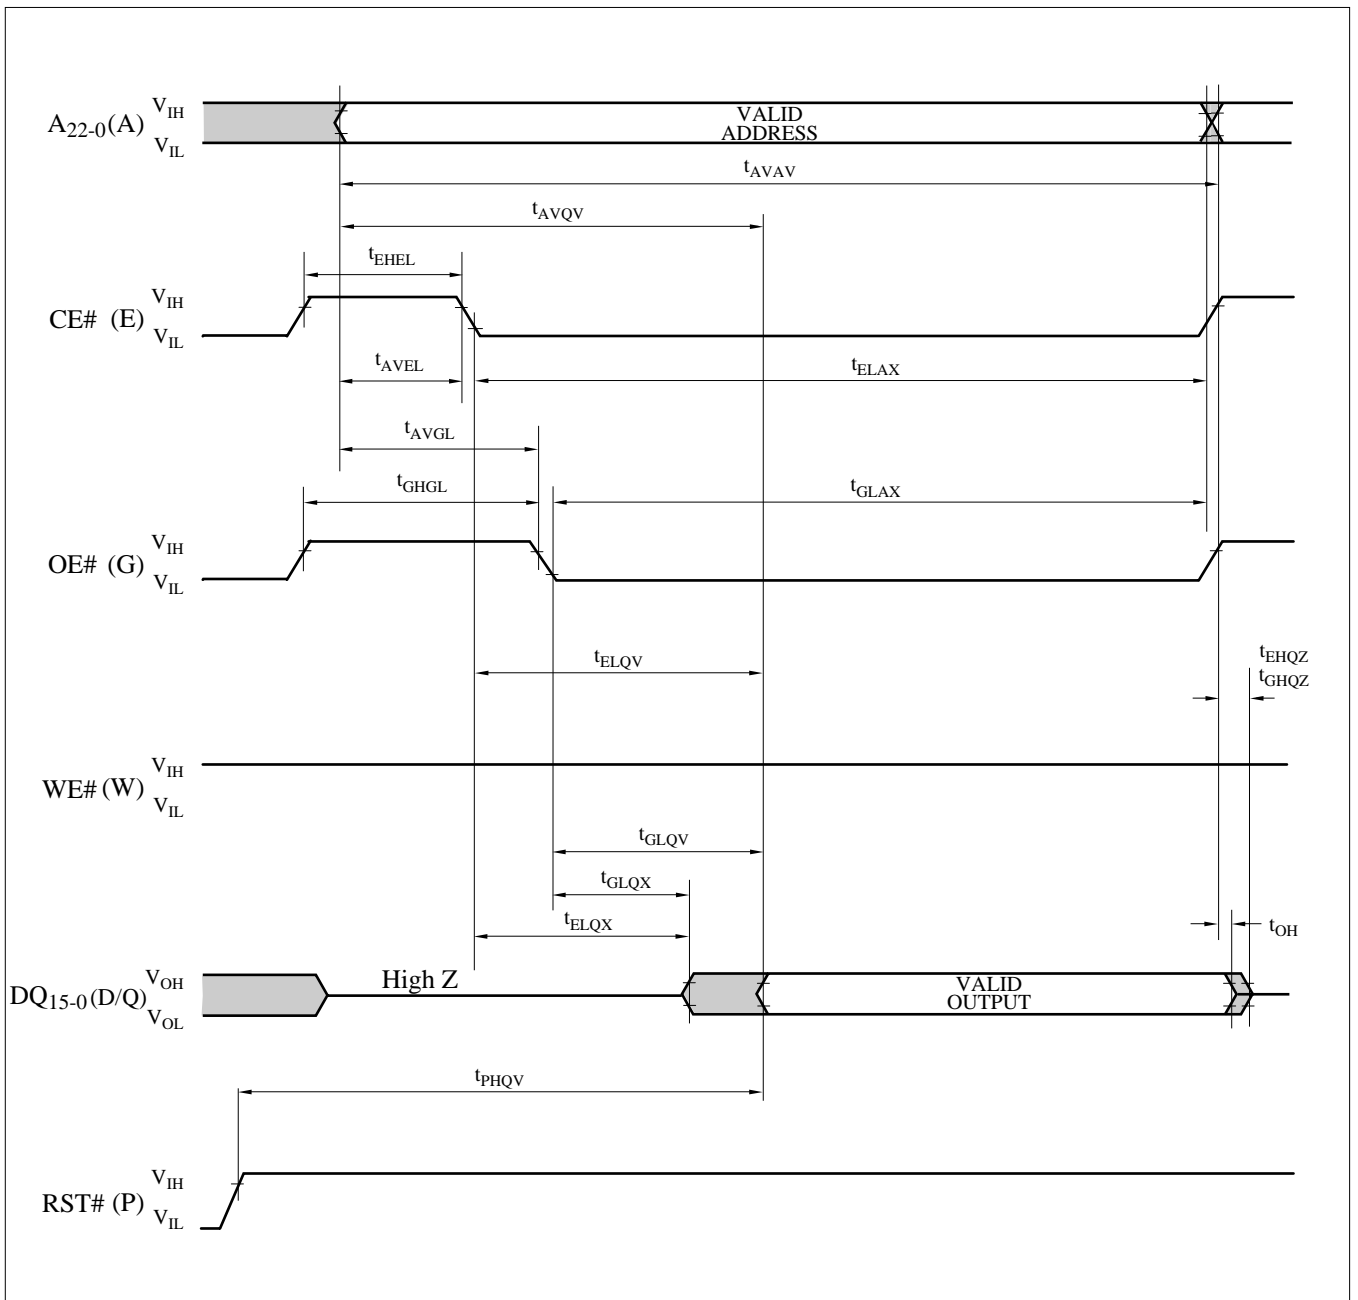 A22-0(A) VIH VALID
VIL ADDRESS
tAVAV
tAVQV
tEHEL
CE# (E) VIH
VIL
tAVEL tELAX
tAVGL
tGHGL tGLAX
OE# (G) VIH
VIL
tELQV tEHQZ
tGHQZ
WE# (W) VIH
VIL
tGLQV
tGLQX
tELQX tOH
DQ15-0(D/Q) VOH High Z VALID
VOL OUTPUT
tPHQV
RST# (P) VIH
VIL